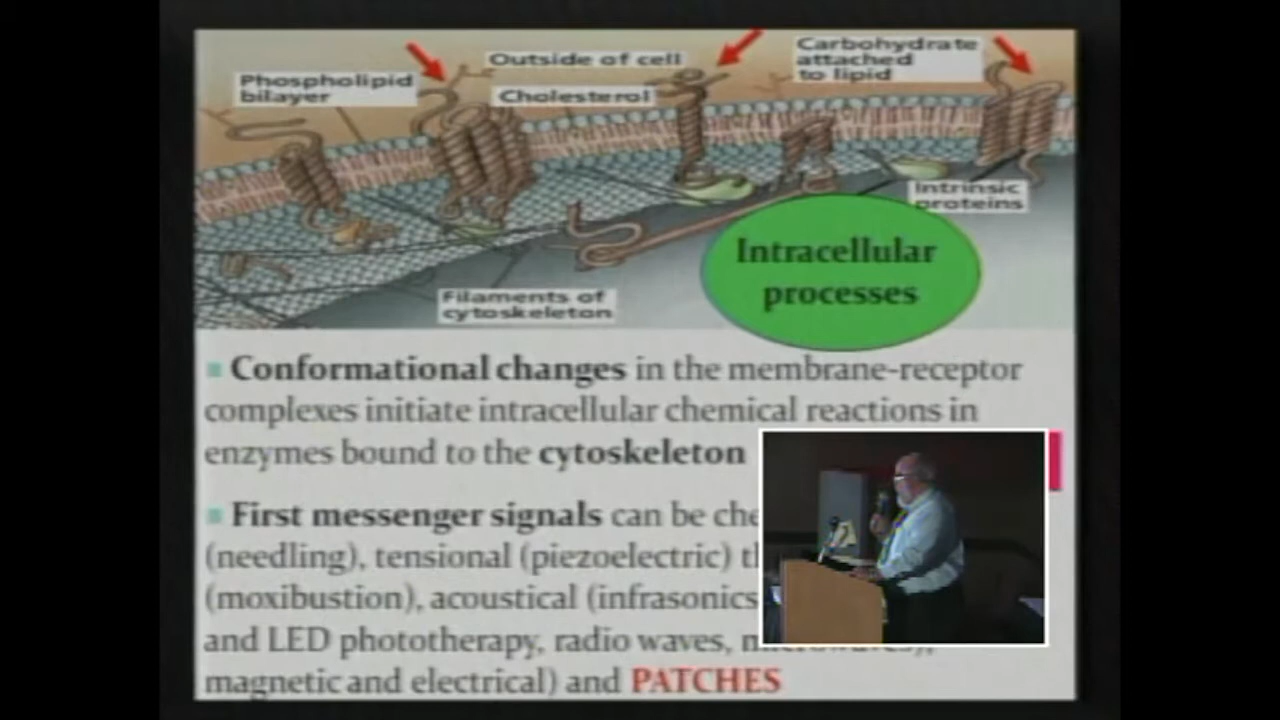 Outside of cell
Carbohydrate
attached
to lipid
Phospholipid
bilayer
Cholesterol
Intrinsic
proteins
Intracellular
processes
Filaments of
cytoskeleton
Conformational changes in the membrane-receptor
complexes initiate intracellular chemical reactions in
enzymes bound to the cytoskeleton
First messenger signals can be che
(needling), tensional (piezoelectric) t
(moxibustion), acoustical (infrasonics
and LED phototherapy, radio waves,
magnetic and electrical) and PATCHES